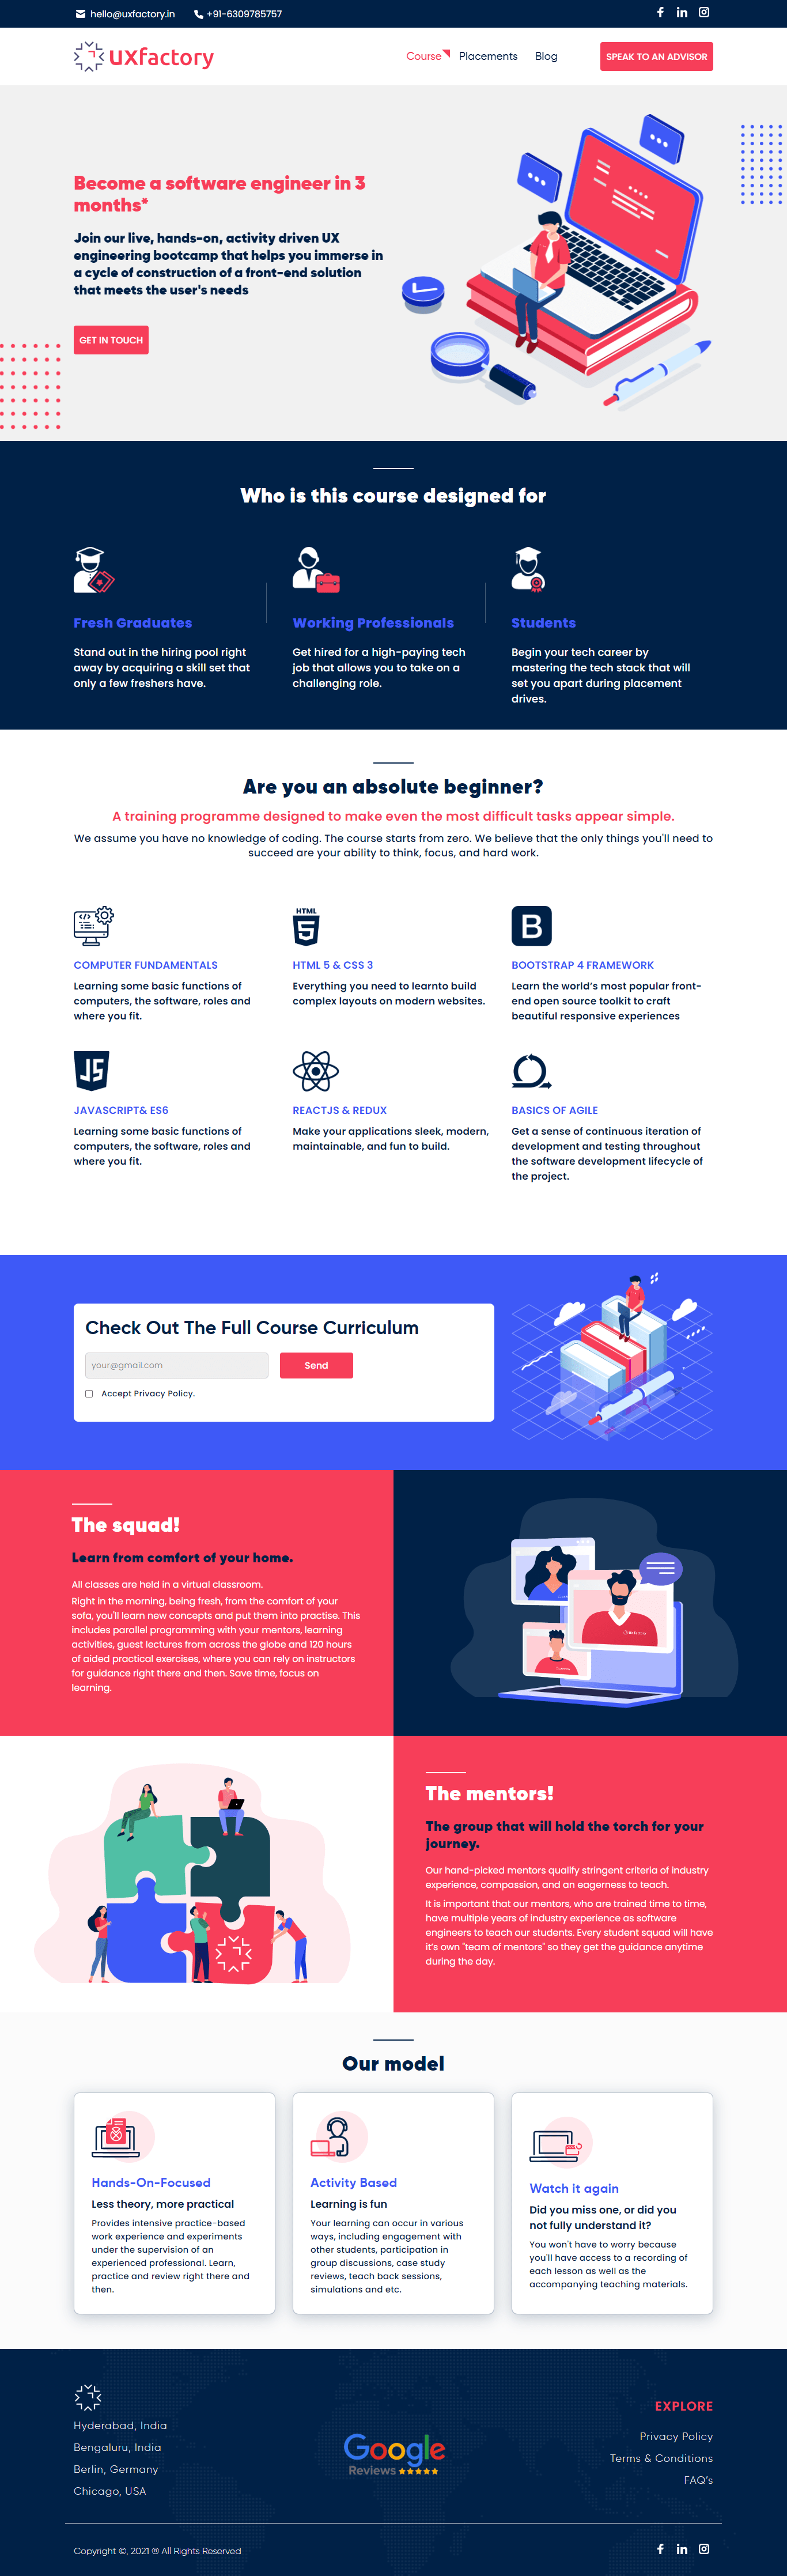 hello@uxfactory.in +91-6309785757
uxfactory
Course Placements Blog SPEAK TO AN ADVISOR
Become a software engineer in 3
months*
Join our live, hands-on, activity driven UX
engineering bootcamp that helps you immerse in
a cycle of construction of a front-end solution
that meets the user's needs
GET IN TOUCH
Who is this course designed for
Fresh Graduates
Stand out in the hiring pool right
away by acquiring a skill set that
only a few freshers have.
Working Professionals
Get hired for a high-paying tech
job that allows you to take on a
challenging role.
Students
Begin your tech career by
mastering the tech stack that will
set you apart during placement
drives.
Are you an absolute beginner?
A training programme designed to make even the most difficult tasks appear simple.
We assume you have no knowledge of coding. The course starts from zero. We believe that the only things you'll need to
succeed are your ability to think, focus, and hard work.
COMPUTER FUNDAMENTALS
Learning some basic functions of
computers, the software, roles and
where you fit.
HTML
5
HTML 5 & CSS 3
Everything you need to learnto build
complex layouts on modern websites.
B
BOOTSTRAP 4 FRAMEWORK
Learn the world's most popular front-
end open source toolkit to craft
beautiful responsive experiences
JS
JAVASCRIPT& ES6
Learning some basic functions of
computers, the software, roles and
where you fit.
REACTJS & REDUX
Make your applications sleek, modern,
maintainable, and fun to build.
BASICS OF AGILE
Get a sense of continuous iteration of
development and testing throughout
the software development lifecycle of
the project.
Check Out The Full Course Curriculum
your@gmail.com Send
Accept Privacy Policy.
The squad!
Learn from comfort of your home.
All classes are held in a virtual classroom.
Right in the morning, being fresh, from the comfort of your
sofa, you'll learn new concepts and put them into practise. This
includes parallel programming with your mentors, learning
activities, guest lectures from across the globe and 120 hours
of aided practical exercises, where you can rely on instructors
for guidance right there and then. Save time, focus on
learning.
The mentors!
The group that will hold the torch for your
journey.
Our hand-picked mentors qualify stringent criteria of industry
experience, compassion, and an eagerness to teach.
It is important that our mentors, who are trained time to time,
have multiple years of industry experience as software
engineers to teach our students. Every student squad will have
it's own "team of mentors" so they get the guidance anytime
during the day.
Our model
Hands-On-Focused
Less theory, more practical
Provides intensive practice-based
work experience and experiments
under the supervision of an
experienced professional. Learn,
practice and review right there and
then.
Activity Based
Learning is fun
Your learning can occur in various
ways, including engagement with
other students, participation in
group discussions, case study
reviews, teach back sessions,
simulations and etc.
Watch it again
Did you miss one, or did you
not fully understand it?
You won't have to worry because
you'll have access to a recording of
each lesson as well as the
accompanying teaching materials.
Hyderabad, India
Bengaluru, India
Berlin, Germany
Chicago, USA
Google
Reviews
EXPLORE
Privacy Policy
Terms & Conditions
FAQ's
Copyright ©, 2021 ® All Rights Reserved